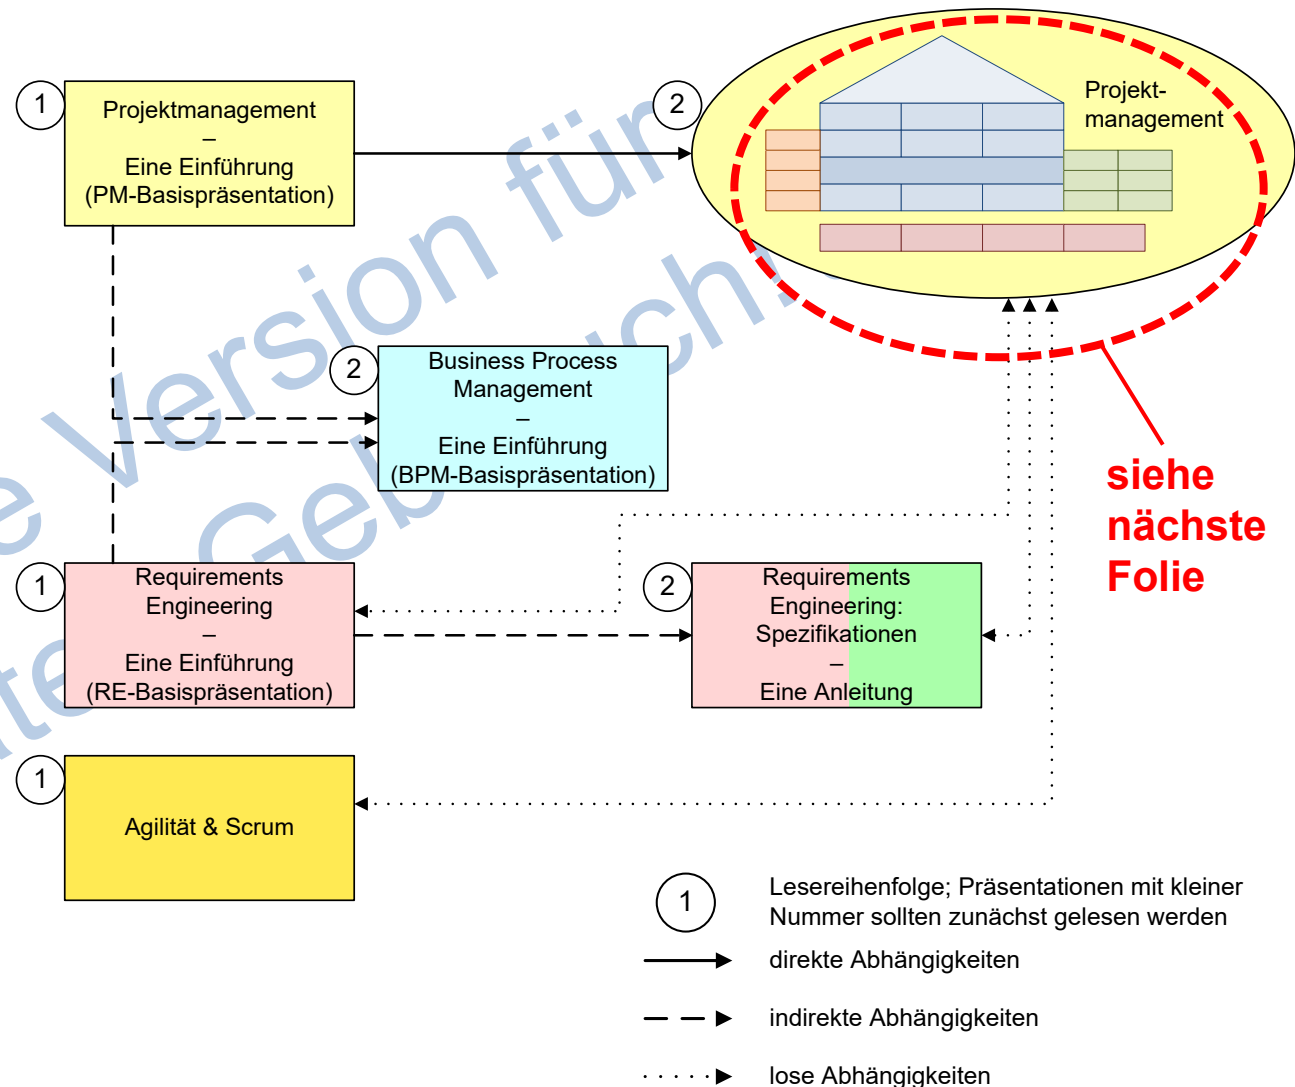 1
Projektmanagement
–
Eine Einführung
(PM-Basispräsentation)
2
Projekt-
management
2
Business Process
Management
–
Eine Einführung
(BPM-Basispräsentation)
siehe
nächste
Folie
1
Requirements
Engineering
–
Eine Einführung
(RE-Basispräsentation)
2
Requirements
Engineering:
Spezifikationen
–
Eine Anleitung
1
Agilität & Scrum
1
Lesereihenfolge; Präsentationen mit kleiner
Nummer sollten zunächst gelesen werden
direkte Abhängigkeiten
indirekte Abhängigkeiten
lose Abhängigkeiten
Version für